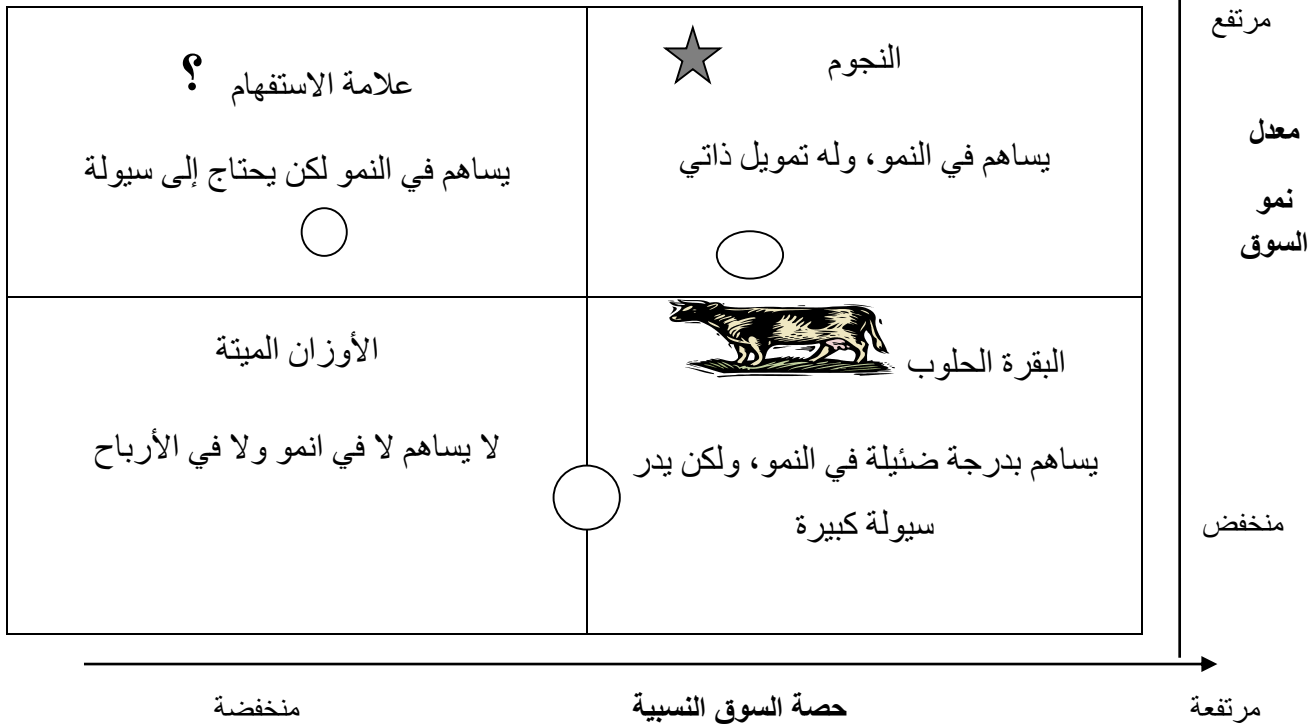 مرتفع
النجوم
علامة الاستفهام ؟
يساهم في النمو، وله تمويل ذاتي
يساهم في النمو لكن يحتاج إلى سيولة
معدل
نمو
السوق
البقرة الحلوب
الأوزان الميتة
يساهم بدرجة ضئيلة في النمو، ولكن يدر
سيولة كبيرة
لا يساهم لا في انمو ولا في الأرباح
منخفض
مرتفعة
حصة السوق النسبية
منخفضة